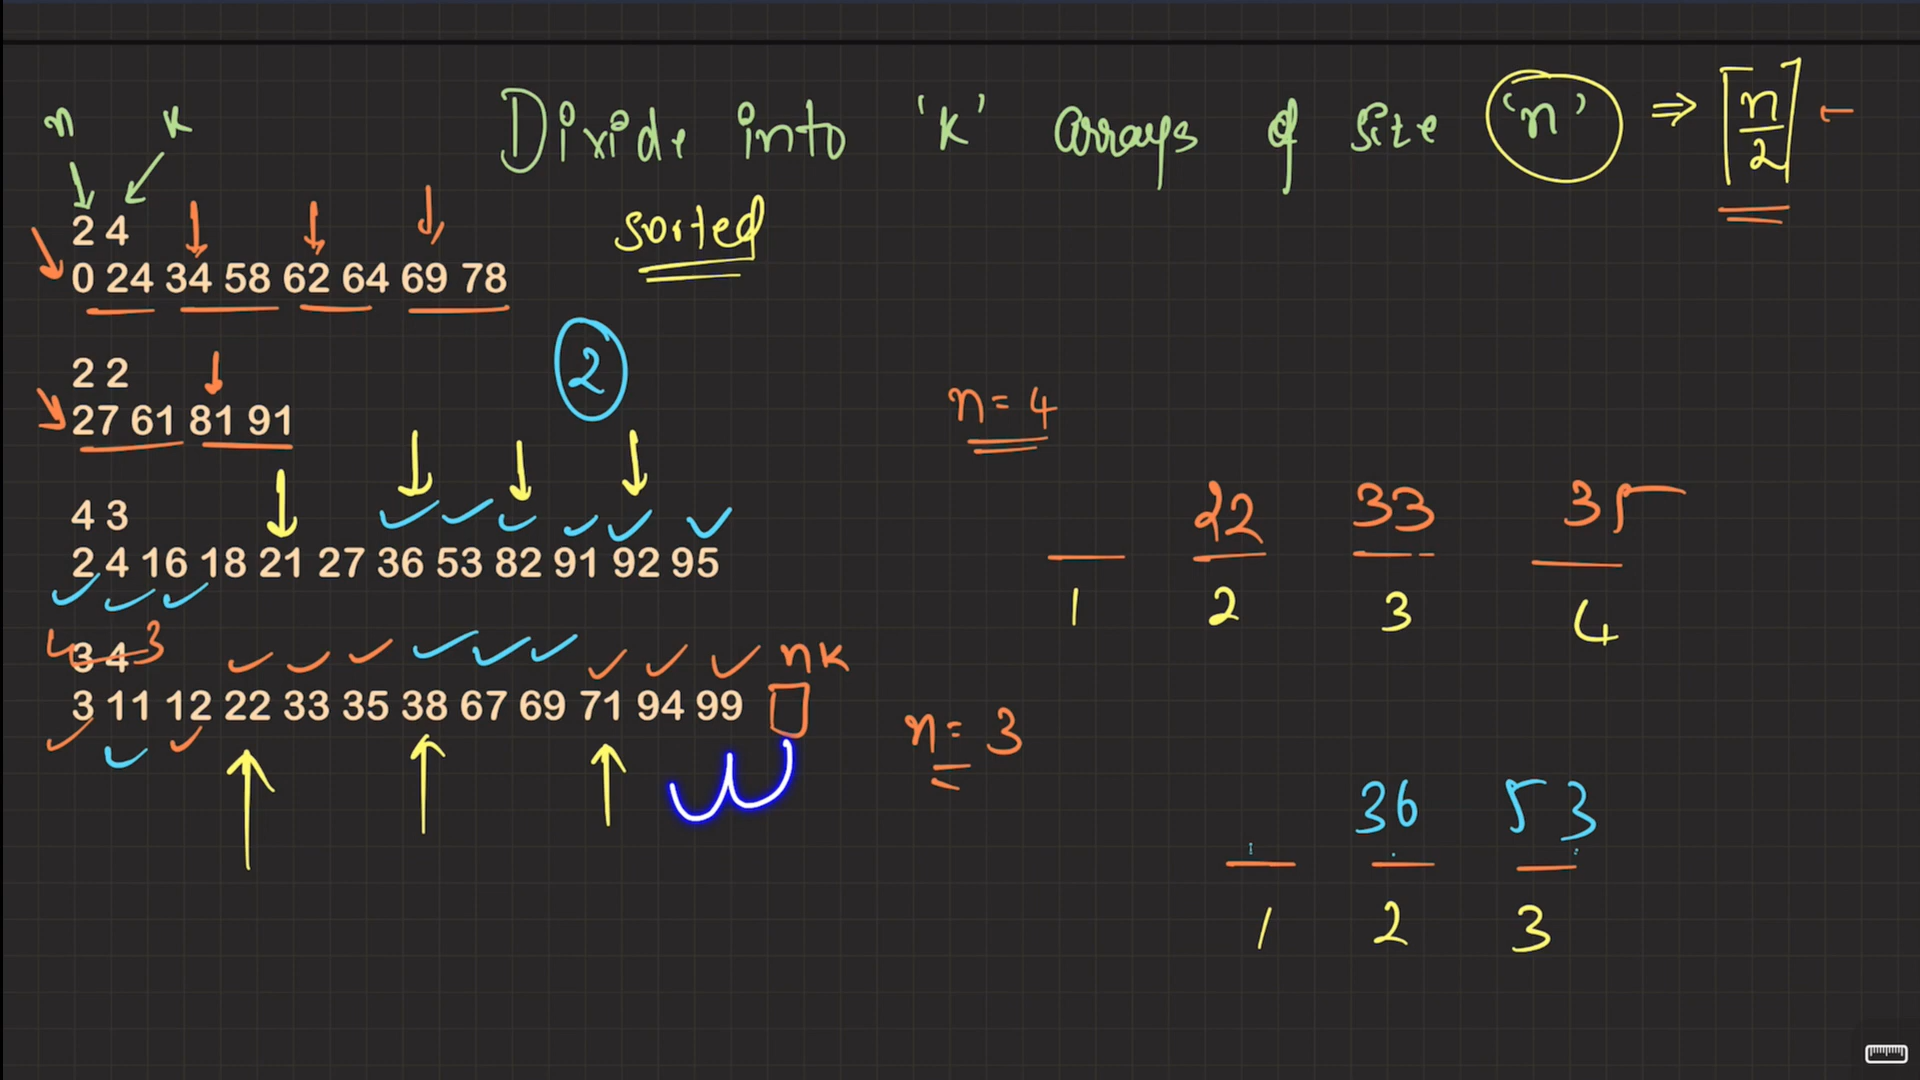 n k
Divide into 'k' arrays of size 'n' ⇒ ⌈n/2⌉ ←
sorted
2 4
0 24 34 58 62 64 69 78
2 2
27 61 81 91
2
n = 4
4 3
2 4 16 18 21 27 36 53 82 91 92 95
22 33 35
1 2 3 4
4 3
3 4
nk
3 11 12 22 33 35 38 67 69 71 94 99
n = 3
36 53
1 2 3